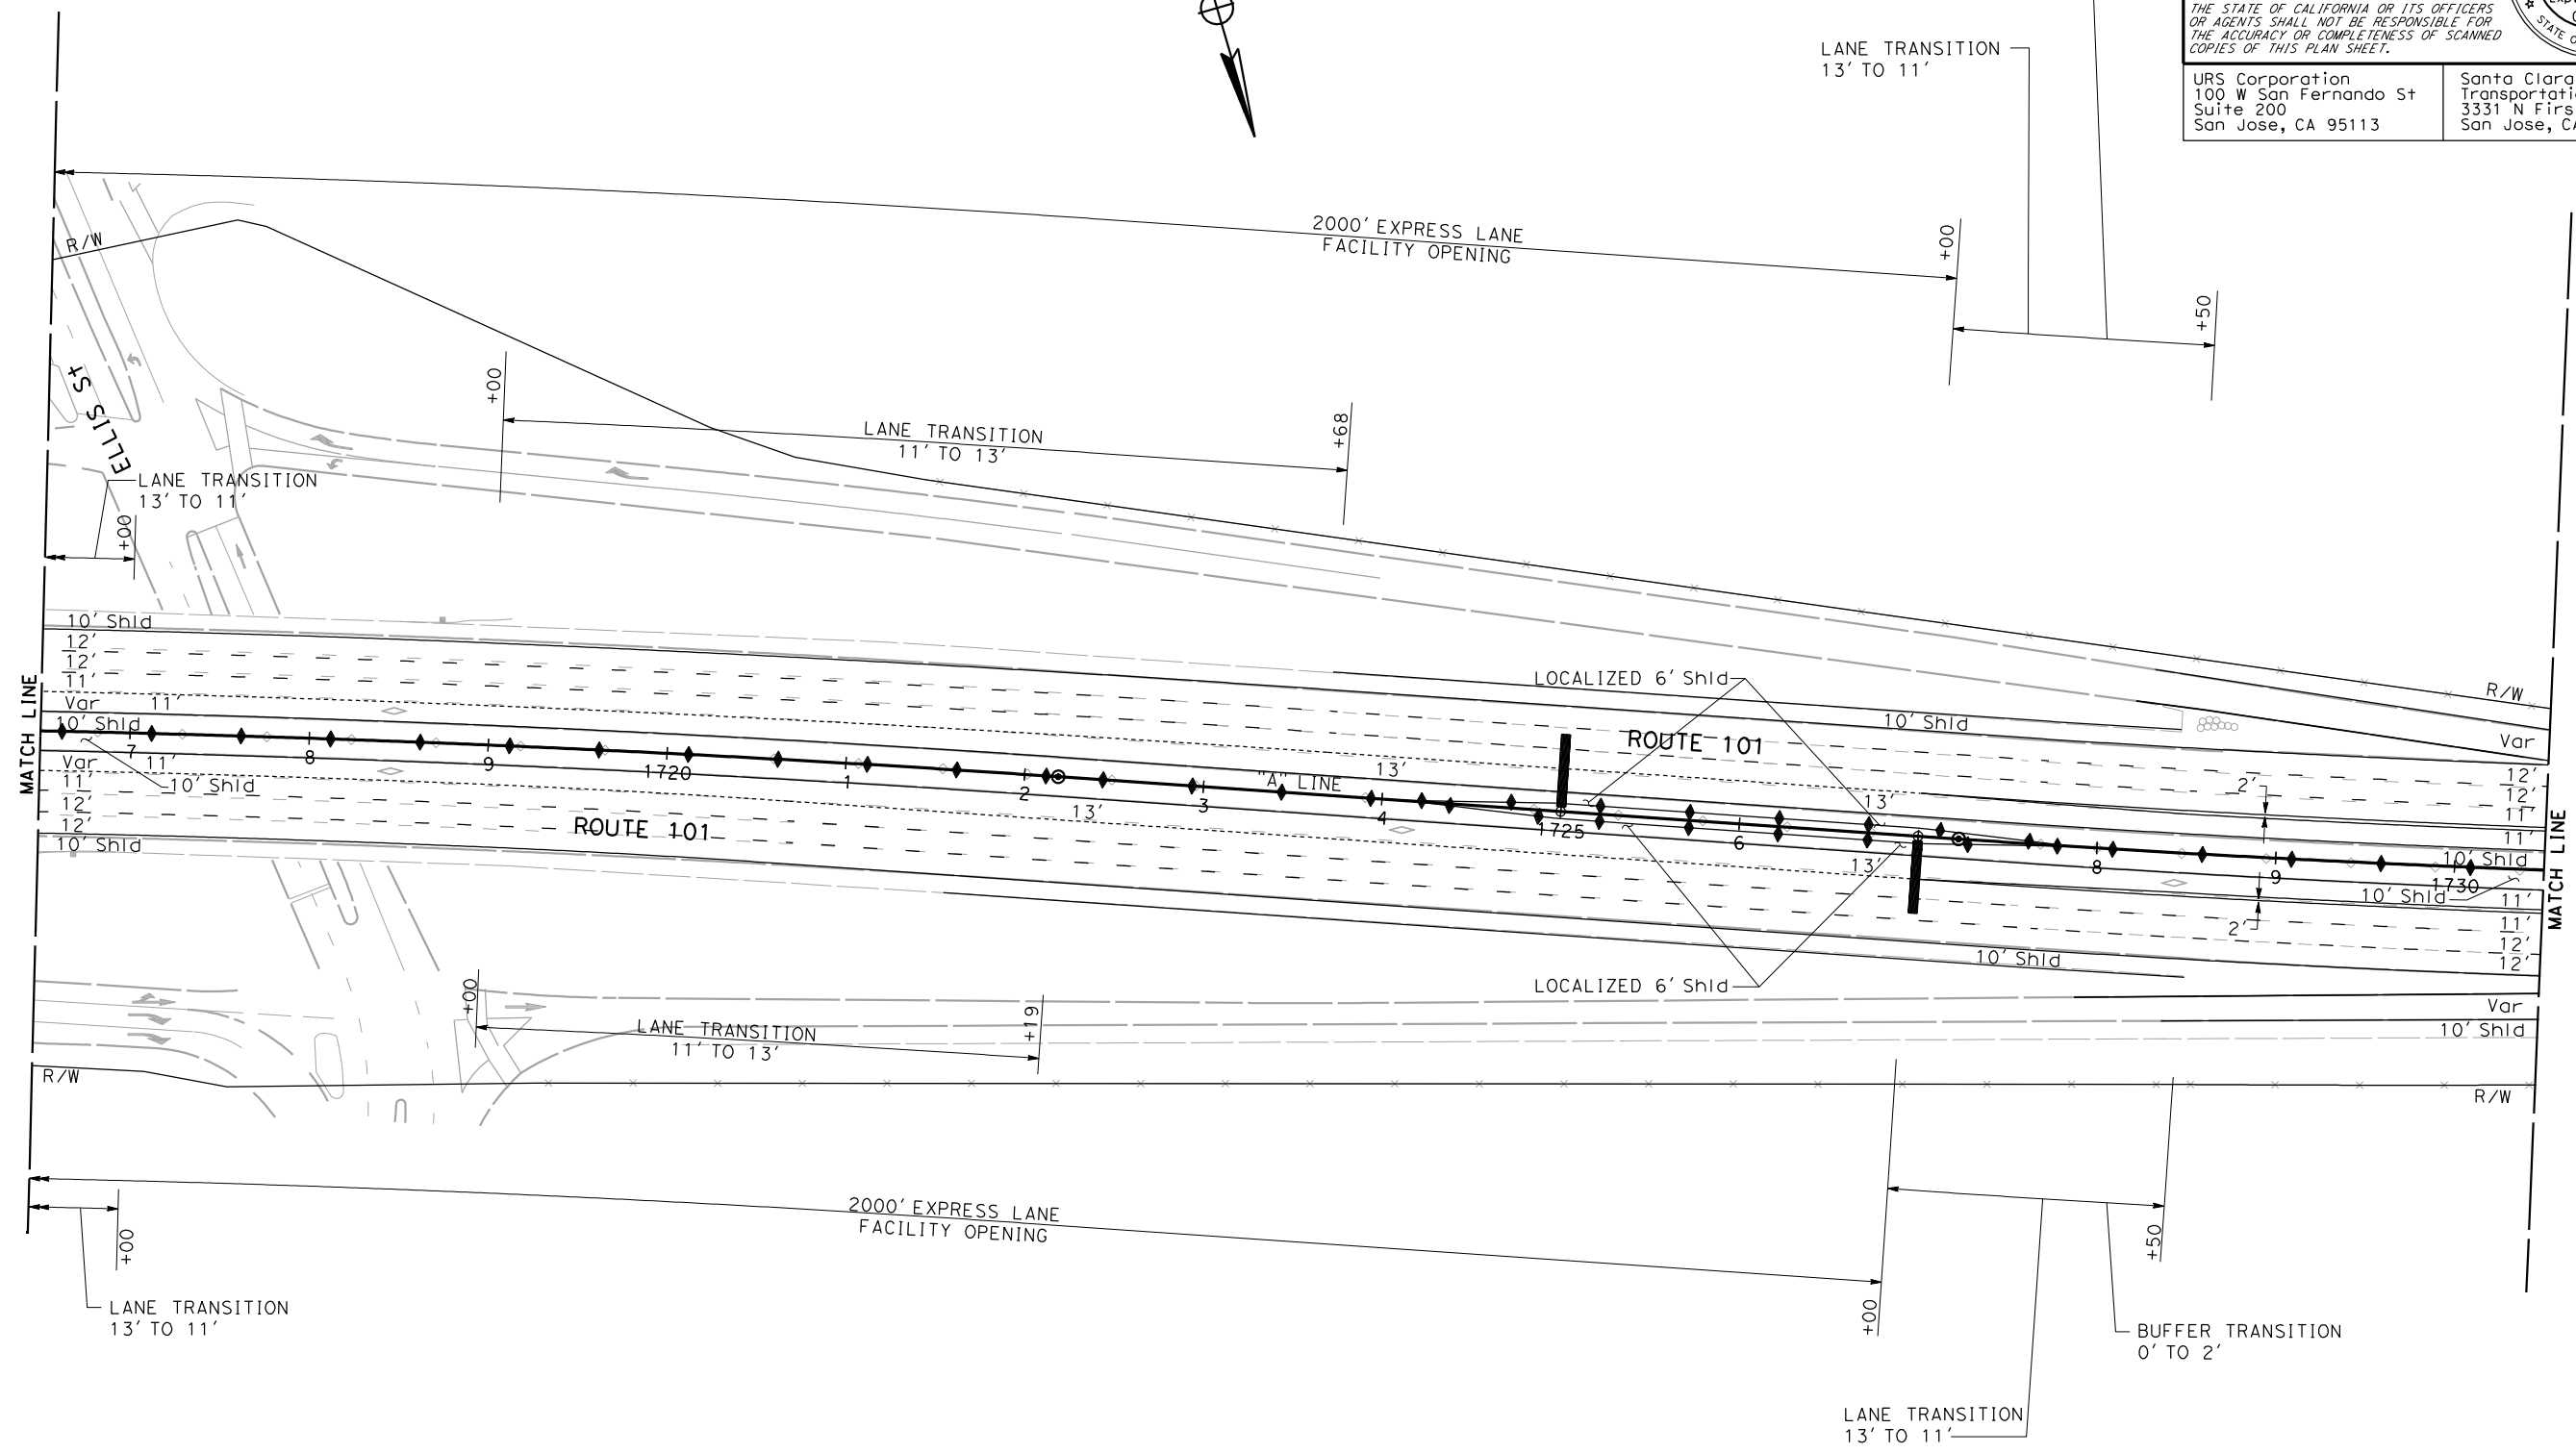 THE STATE OF CALIFORNIA OR ITS OFFICERS
OR AGENTS SHALL NOT BE RESPONSIBLE FOR
THE ACCURACY OR COMPLETENESS OF SCANNED
COPIES OF THIS PLAN SHEET.
URS Corporation
100 W San Fernando St
Suite 200
San Jose, CA 95113
Santa Clara
3331 N
San Jose,
LANE TRANSITION
13' TO 11'
2000' EXPRESS LANE
FACILITY OPENING
+00
+50
R/W
ELLIS St
+00
LANE TRANSITION
11' TO 13'
+68
LANE TRANSITION
13' TO 11'
+00
MATCH LINE
10' Shld
12'
12'
11'
Var
11'
10' Shld
7
8
9
1720
1
2
3
4
1725
6
8
9
1730
Var
11'
10' Shld
11'
12'
12'
10' Shld
ROUTE 101
13'
"A" LINE
13'
LOCALIZED 6' Shld
ROUTE 101
10' Shld
13'
13'
2'
2'
R/W
Var
12'
12'
11'
11'
10' Shld
10' Shld
11'
11'
12'
12'
MATCH LINE
10' Shld
LOCALIZED 6' Shld
Var
10' Shld
R/W
R/W
+00
LANE TRANSITION
11' TO 13'
+19
2000' EXPRESS LANE
FACILITY OPENING
+00
+50
+00
LANE TRANSITION
13' TO 11'
BUFFER TRANSITION
0' TO 2'
LANE TRANSITION
13' TO 11'